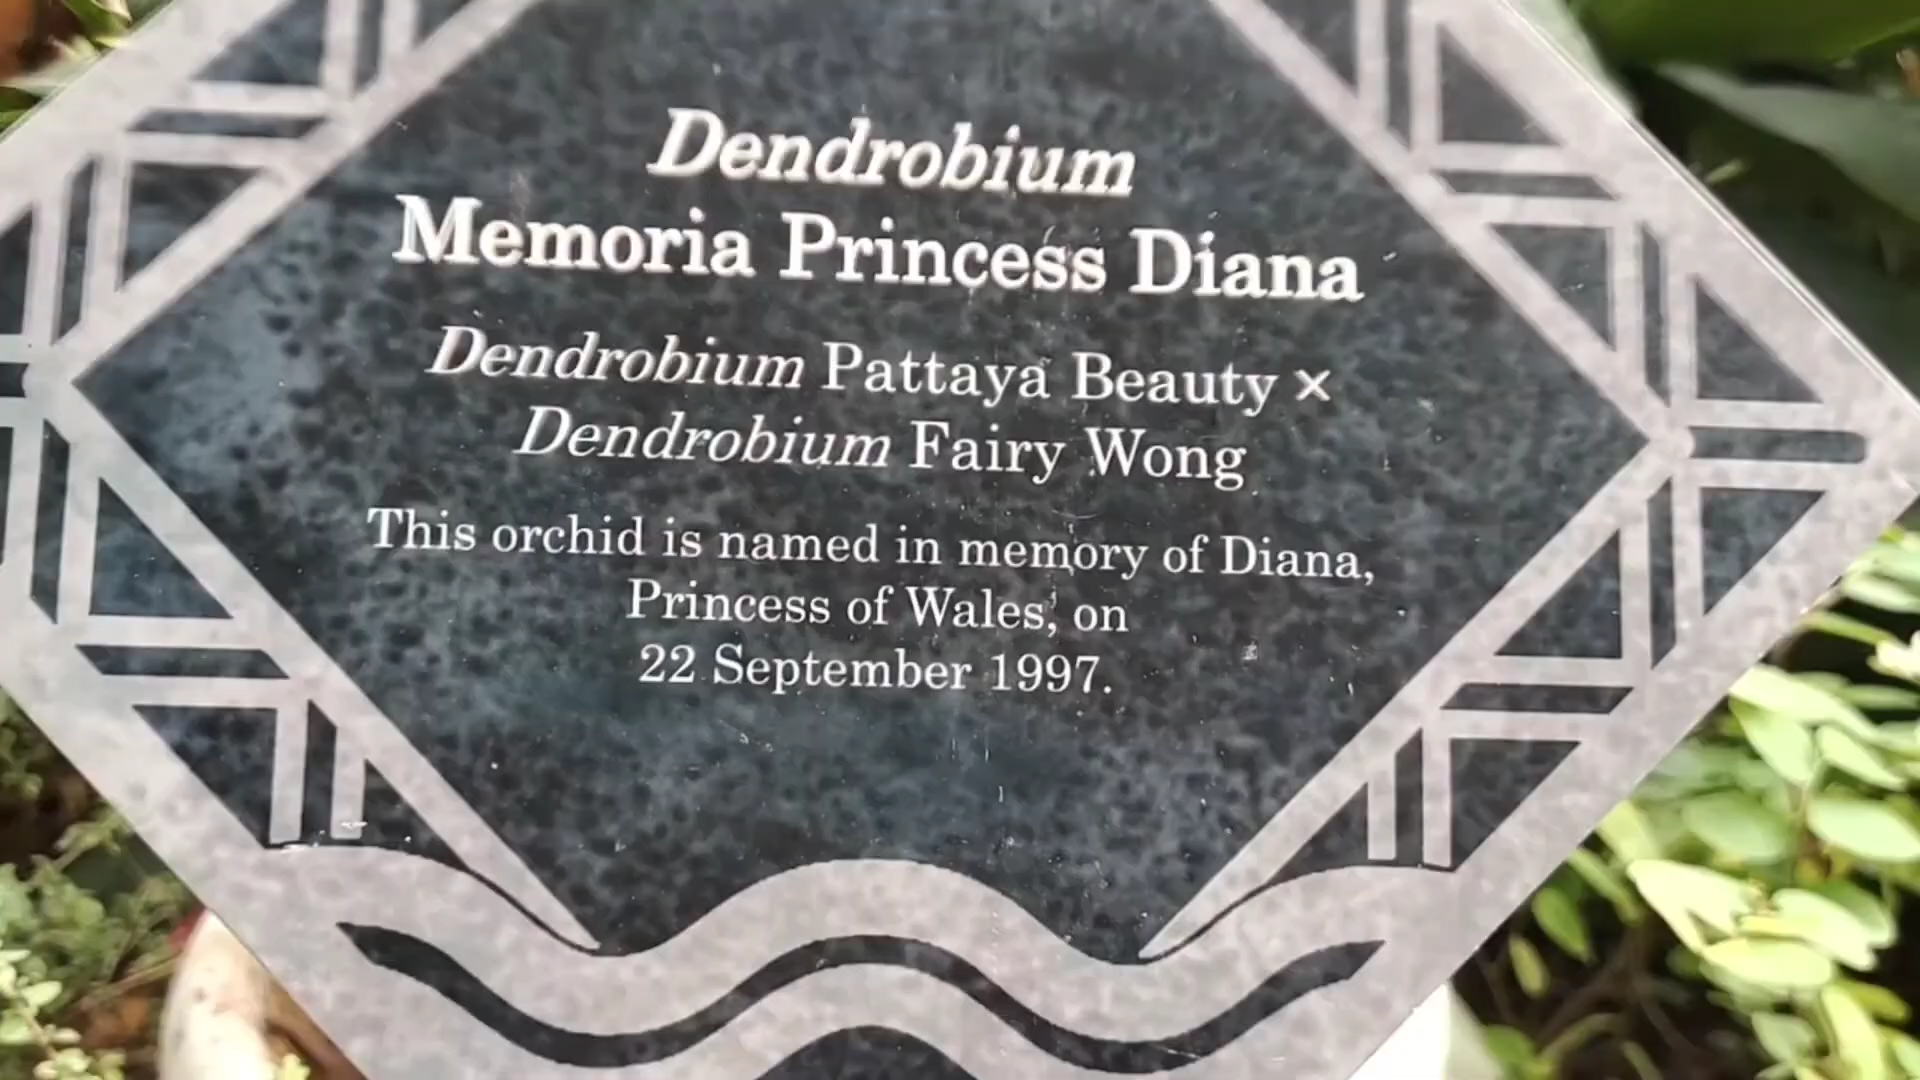 Dendrobium
Memoria Princess Diana
Dendrobium Pattaya Beauty ×
Dendrobium Fairy Wong
This orchid is named in memory of Diana,
Princess of Wales, on
22 September 1997.